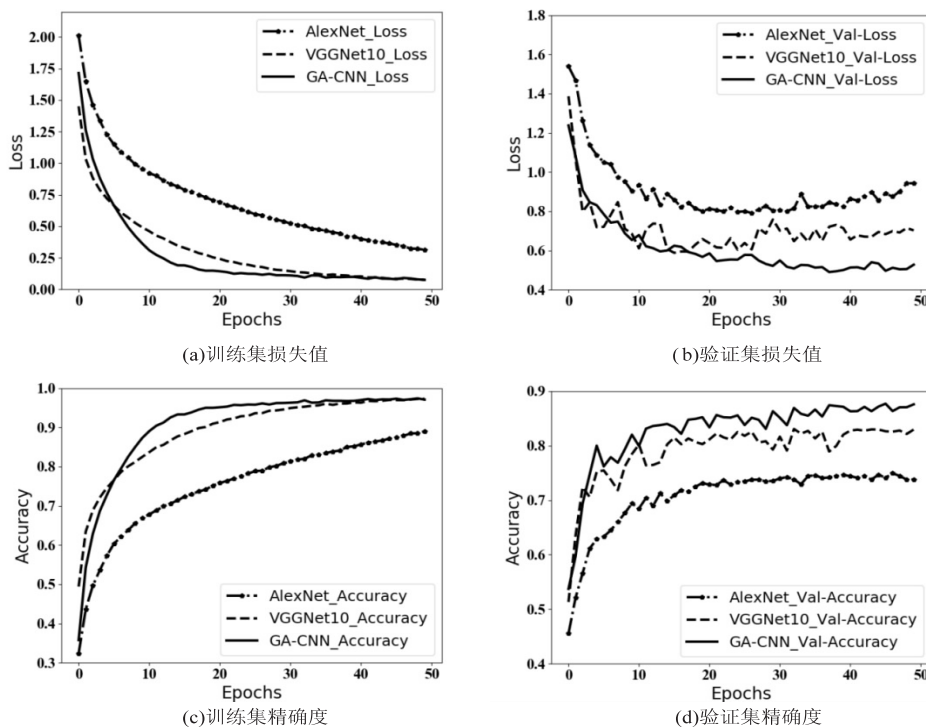 2.00
1.75
1.50
1.25
1.00
0.75
0.50
0.25
0.00
Loss
AlexNet_Loss
VGGNet10_Loss
GA-CNN_Loss
0 10 20 30 40 50
Epochs
(a)训练集损失值
1.8
1.6
1.4
1.2
1.0
0.8
0.6
0.4
Loss
AlexNet_Val-Loss
VGGNet10_Val-Loss
GA-CNN_Val-Loss
0 10 20 30 40 50
Epochs
(b)验证集损失值
1.0
0.9
0.8
0.7
0.6
0.5
0.4
0.3
Accuracy
AlexNet_Accuracy
VGGNet10_Accuracy
GA-CNN_Accuracy
0 10 20 30 40 50
Epochs
(c)训练集精确度
0.9
0.8
0.7
0.6
0.5
0.4
Accuracy
AlexNet_Val-Accuracy
VGGNet10_Val-Accuracy
GA-CNN_Val-Accuracy
0 10 20 30 40 50
Epochs
(d)验证集精确度